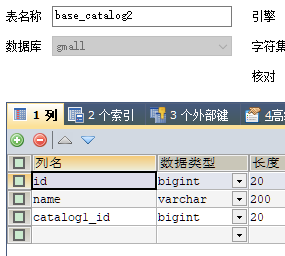 表名称 base_catalog2 引擎
数据库 gmall 字符集
核对
1 列 2 个索引 3 个外部键 4高
列名 数据类型 长度
id bigint 20
name varchar 200
catalog1_id bigint 20